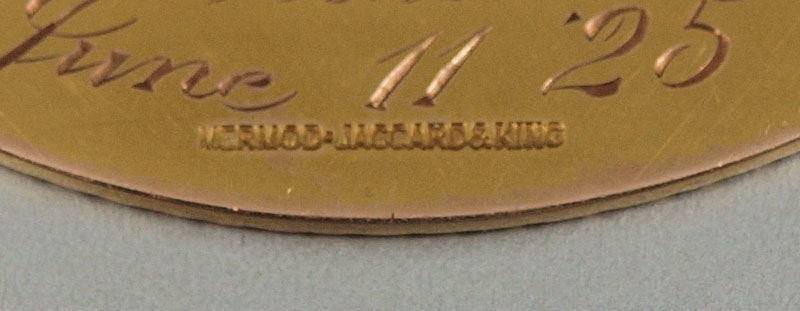 June 11 '25
MERMOD·JACCARD & KING